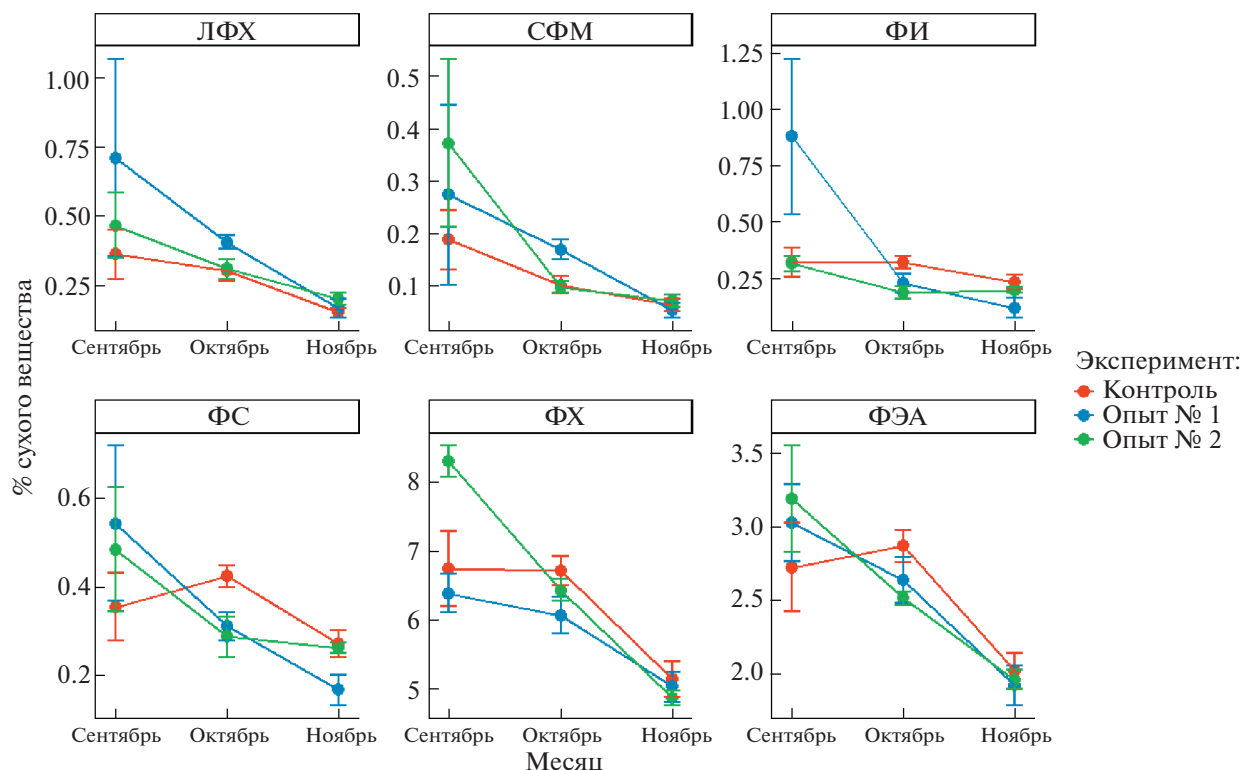 ЛФХ
СФМ
ФИ
1.00
0.75
0.50
0.25
0.5
0.4
0.3
0.2
0.1
1.25
1.00
0.75
0.50
0.25
Сентябрь Октябрь Ноябрь
Сентябрь Октябрь Ноябрь
Сентябрь Октябрь Ноябрь
% сухого вещества
Эксперимент:
Контроль
Опыт № 1
Опыт № 2
ФС
ФХ
ФЭА
0.6
0.4
0.2
8
7
6
5
3.5
3.0
2.5
2.0
Сентябрь Октябрь Ноябрь
Сентябрь Октябрь Ноябрь
Сентябрь Октябрь Ноябрь
Месяц